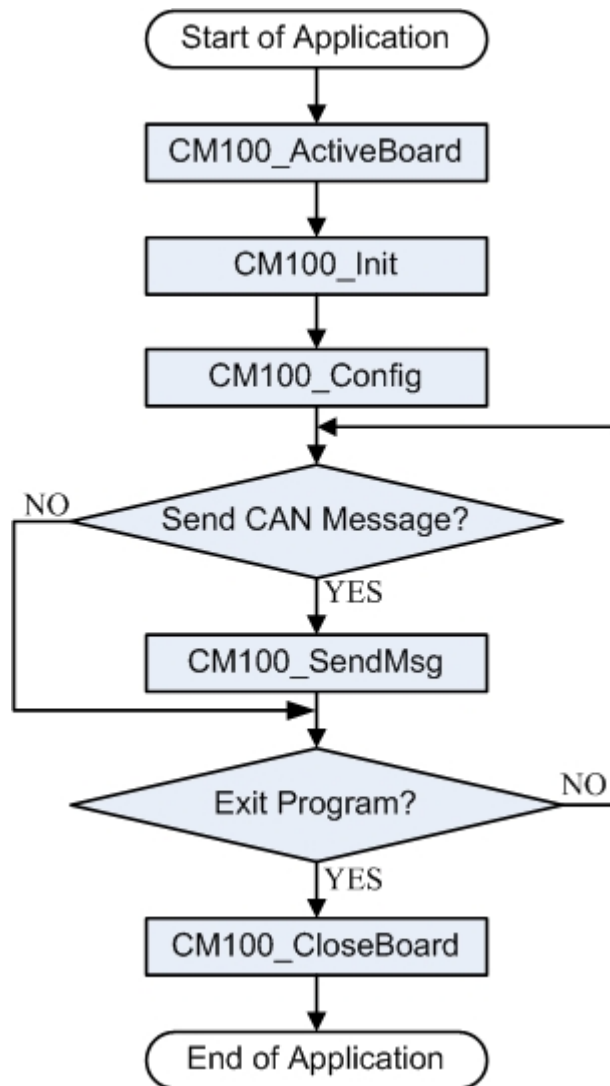 Start of Application
CM100_ActiveBoard
CM100_Init
CM100_Config
Send CAN Message?
NO
YES
CM100_SendMsg
Exit Program?
NO
YES
CM100_CloseBoard
End of Application